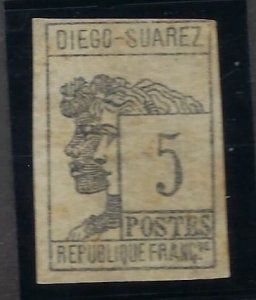 DIEGO-SUAREZ
5
POSTES
REPUBLIQUE FRANÇSE